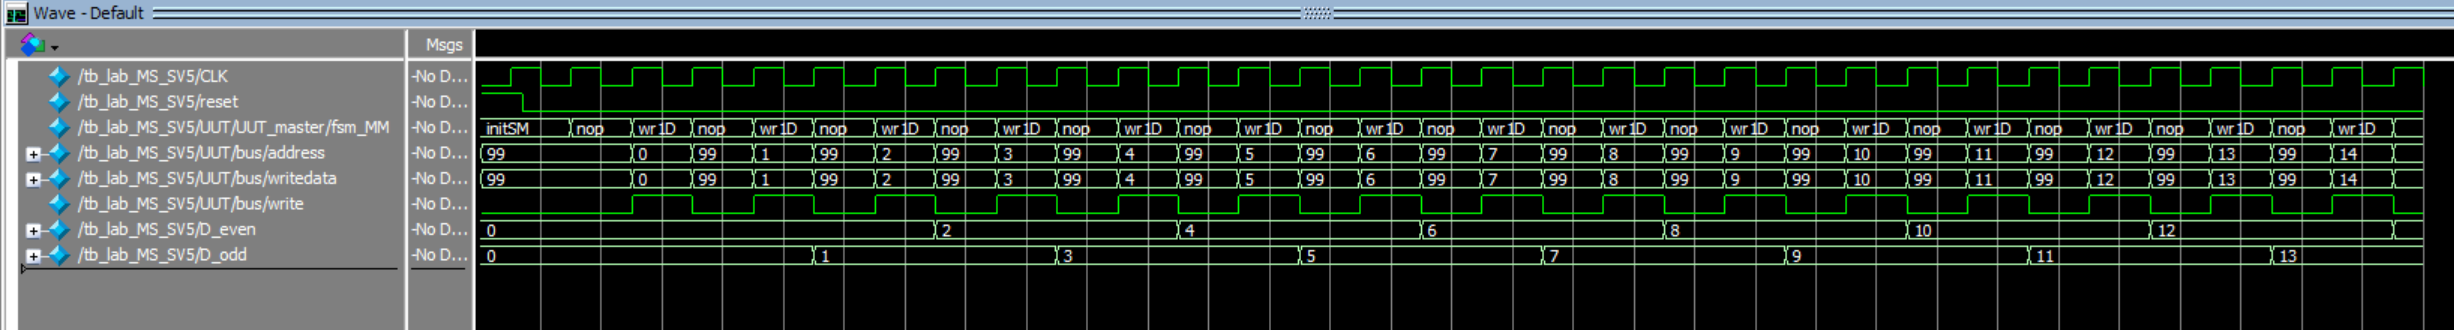 Wave - Default
Msgs
/tb_lab_MS_SV5/CLK -No D...
/tb_lab_MS_SV5/reset -No D...
/tb_lab_MS_SV5/UUT/UUT_master/fsm_MM -No D... initSM nop wr1D nop wr1D nop wr1D nop wr1D nop wr1D nop wr1D nop wr1D nop wr1D nop wr1D nop wr1D nop wr1D nop wr1D nop wr1D nop wr1D nop wr1D
/tb_lab_MS_SV5/UUT/bus/address -No D... 99 0 99 1 99 2 99 3 99 4 99 5 99 6 99 7 99 8 99 9 99 10 99 11 99 12 99 13 99 14
/tb_lab_MS_SV5/UUT/bus/writedata -No D... 99 0 99 1 99 2 99 3 99 4 99 5 99 6 99 7 99 8 99 9 99 10 99 11 99 12 99 13 99 14
/tb_lab_MS_SV5/UUT/bus/write -No D...
/tb_lab_MS_SV5/D_even -No D... 0 2 4 6 8 10 12
/tb_lab_MS_SV5/D_odd -No D... 0 1 3 5 7 9 11 13